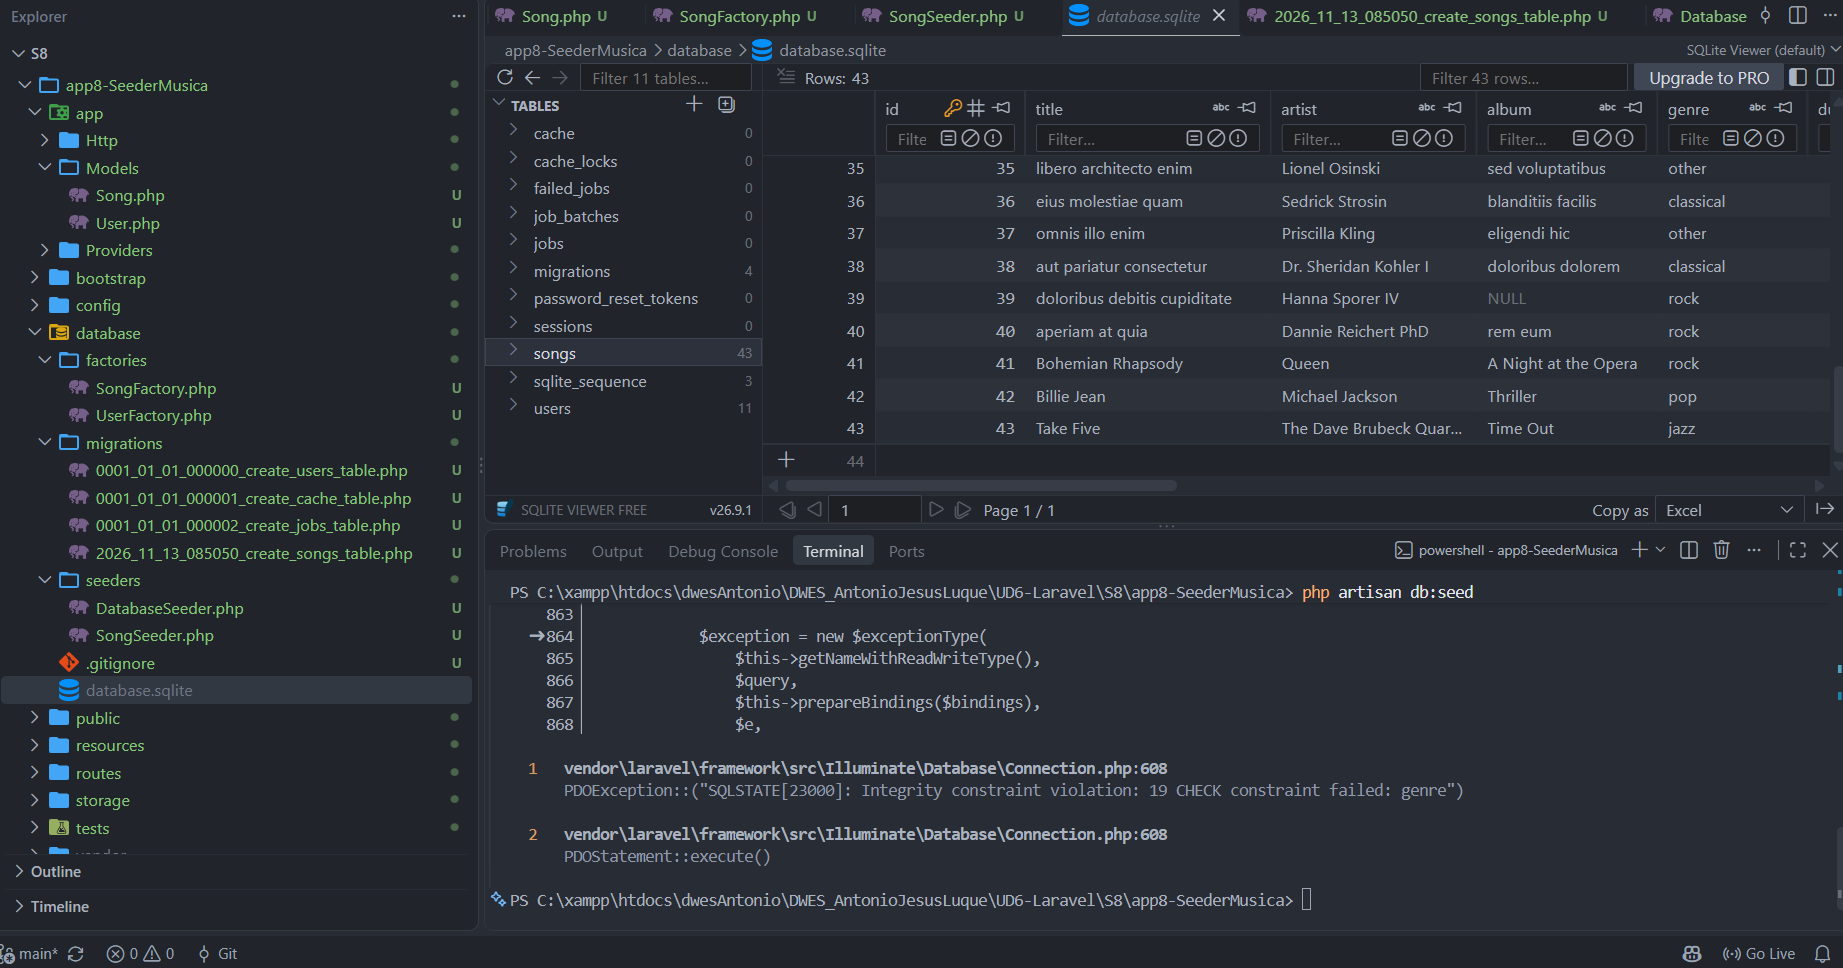 Explorer
S8
app8-SeederMusica
app
Http
Models
Song.php U
User.php U
Providers
bootstrap
config
database
factories
SongFactory.php U
UserFactory.php U
migrations
0001_01_01_000000_create_users_table.php U
0001_01_01_000001_create_cache_table.php U
0001_01_01_000002_create_jobs_table.php U
2026_11_13_085050_create_songs_table.php U
seeders
DatabaseSeeder.php U
SongSeeder.php U
.gitignore U
database.sqlite
public
resources
routes
storage
tests
Outline
Timeline
Song.php U SongFactory.php U SongSeeder.php U database.sqlite 2026_11_13_085050_create_songs_table.php U Database
app8-SeederMusica > database > database.sqlite SQLite Viewer (default)
Filter 11 tables... Rows: 43 Filter 43 rows... Upgrade to PRO
TABLES
cache 0
cache_locks 0
failed_jobs 0
job_batches 0
jobs 0
migrations 4
password_reset_tokens 0
sessions 0
songs 43
sqlite_sequence 3
users 11
SQLITE VIEWER FREE v26.9.1
id title abc artist abc album abc genre abc
Filte Filter... Filter... Filter... Filte
35 35 libero architecto enim Lionel Osinski sed voluptatibus other
36 36 eius molestiae quam Sedrick Strosin blanditiis facilis classical
37 37 omnis illo enim Priscilla Kling eligendi hic other
38 38 aut pariatur consectetur Dr. Sheridan Kohler I doloribus dolorem classical
39 39 doloribus debitis cupiditate Hanna Sporer IV NULL rock
40 40 aperiam at quia Dannie Reichert PhD rem eum rock
41 41 Bohemian Rhapsody Queen A Night at the Opera rock
42 42 Billie Jean Michael Jackson Thriller pop
43 43 Take Five The Dave Brubeck Quar... Time Out jazz
44
1 Page 1 / 1 Copy as Excel
Problems Output Debug Console Terminal Ports powershell - app8-SeederMusica
PS C:\xampp\htdocs\dwesAntonio\DWES_AntonioJesusLuque\UD6-Laravel\S8\app8-SeederMusica> php artisan db:seed
863
➜864 $exception = new $exceptionType(
865 $this->getNameWithReadWriteType(),
866 $query,
867 $this->prepareBindings($bindings),
868 $e,
1 vendor\laravel\framework\src\Illuminate\Database\Connection.php:608
PDOException::("SQLSTATE[23000]: Integrity constraint violation: 19 CHECK constraint failed: genre")
2 vendor\laravel\framework\src\Illuminate\Database\Connection.php:608
PDOStatement::execute()
PS C:\xampp\htdocs\dwesAntonio\DWES_AntonioJesusLuque\UD6-Laravel\S8\app8-SeederMusica>
main* 0 0 Git Go Live